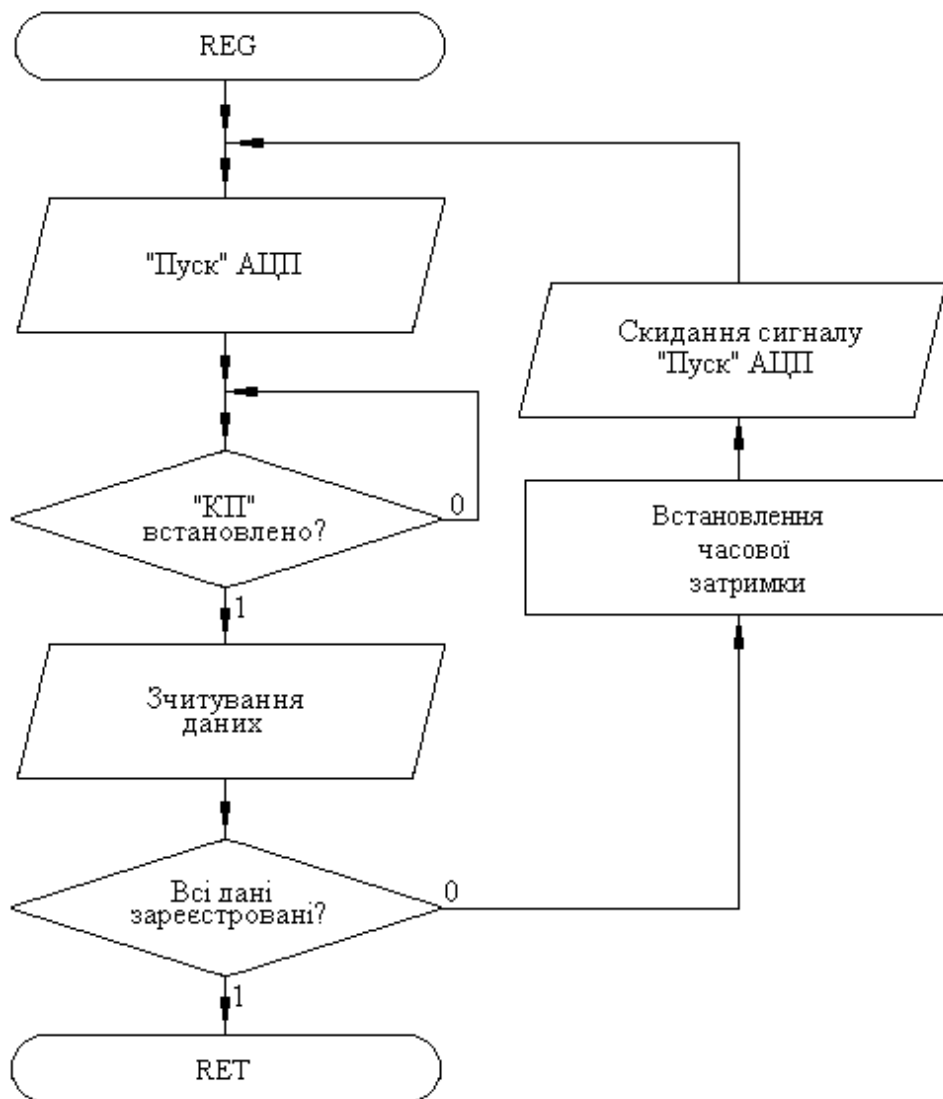 REG
"Пуск" АЦП
Скидання сигналу
"Пуск" АЦП
"КП"
встановлено?
0
Встановлення
часової
затримки
1
Зчитування
даних
Всі дані
зареєстровані?
0
1
RET